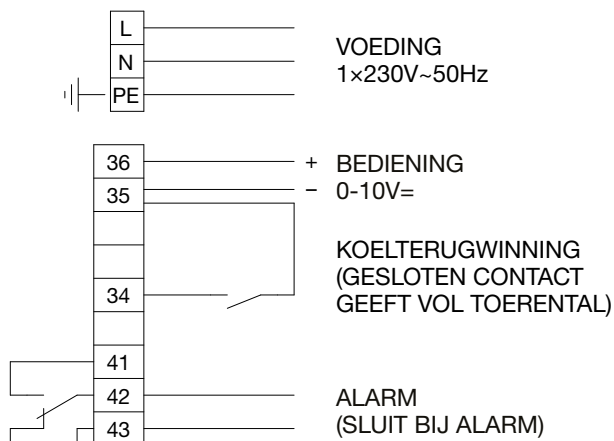 L
N
PE
VOEDING
1×230V~50Hz
36
35
+ BEDIENING
− 0-10V=
34
KOELTERUGWINNING
(GESLOTEN CONTACT
GEEFT VOL TOERENTAL)
41
42
43
ALARM
(SLUIT BIJ ALARM)